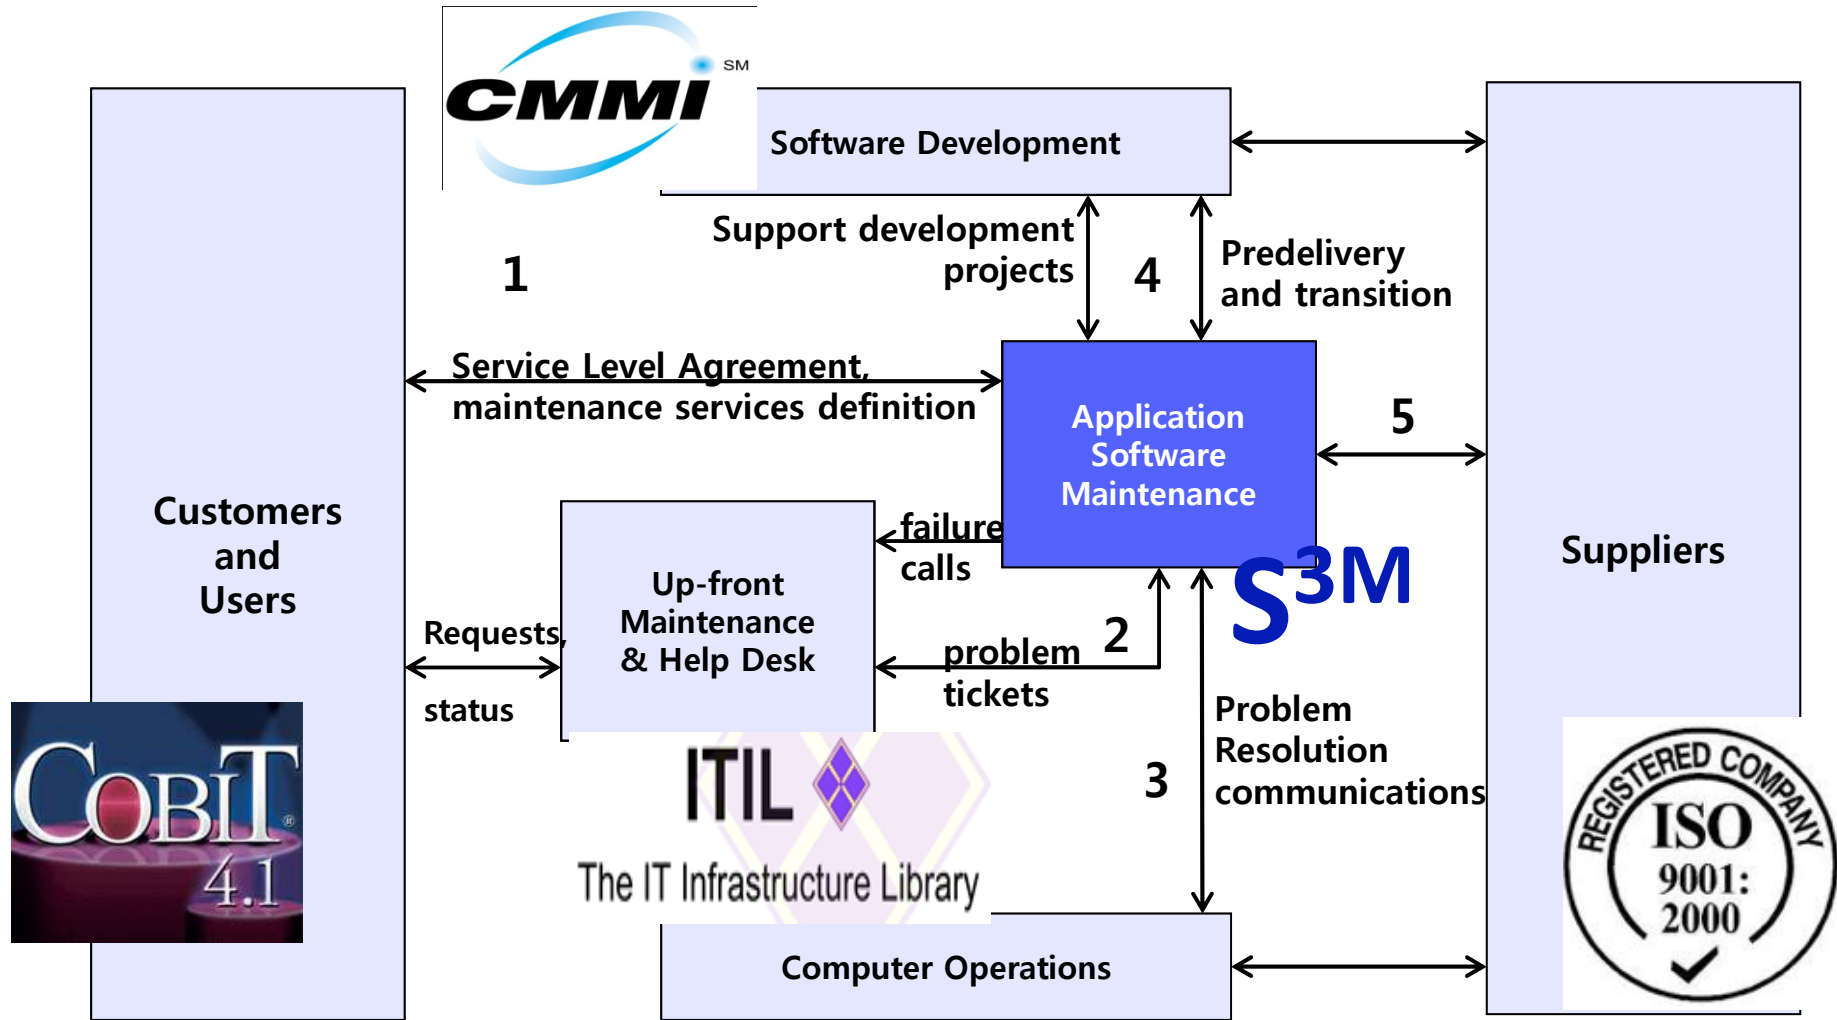 CMMI SM
Software Development
Support development
projects
1
4
Predelivery
and transition
Service Level Agreement,
maintenance services definition
Application
Software
Maintenance
5
Customers
and
Users
failure
calls
Up-front
Maintenance
& Help Desk
Suppliers
S3M
Requests,
status
problem
tickets
2
Problem
Resolution
communications
3
COBIT®
4.1
ITIL
The IT Infrastructure Library
REGISTERED COMPANY
ISO
9001:
2000
Computer Operations